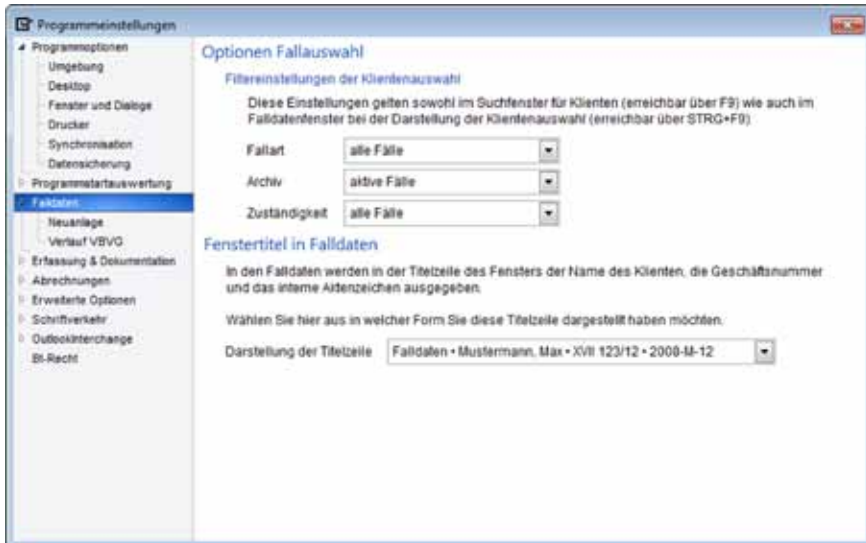 Programmeinstellungen
Programmoptionen
Umgebung
Desktop
Fenster und Dialoge
Drucker
Synchronisation
Datensicherung
Programmstartauswertung
Falldaten
Neuanlage
Verlauf VBVG
Erfassung & Dokumentation
Abrechnungen
Erweiterte Optionen
Schriftverkehr
OutlookInterchange
Bt-Recht
Optionen Fallauswahl
Filtereinstellungen der Klientenauswahl
Diese Einstellungen gelten sowohl im Suchfenster für Klienten (erreichbar über F9) wie auch im
Falldatenfenster bei der Darstellung der Klientenauswahl (erreichbar über STRG+F9)
Fallart alle Fälle
Archiv aktive Fälle
Zuständigkeit alle Fälle
Fenstertitel in Falldaten
In den Falldaten werden in der Titelzeile des Fensters der Name des Klienten, die Geschäftsnummer
und das interne Aktenzeichen ausgegeben.
Wählen Sie hier aus in welcher Form Sie diese Titelzeile dargestellt haben möchten.
Darstellung der Titelzeile Falldaten • Mustermann, Max • XVII 123/12 • 2008-M-12